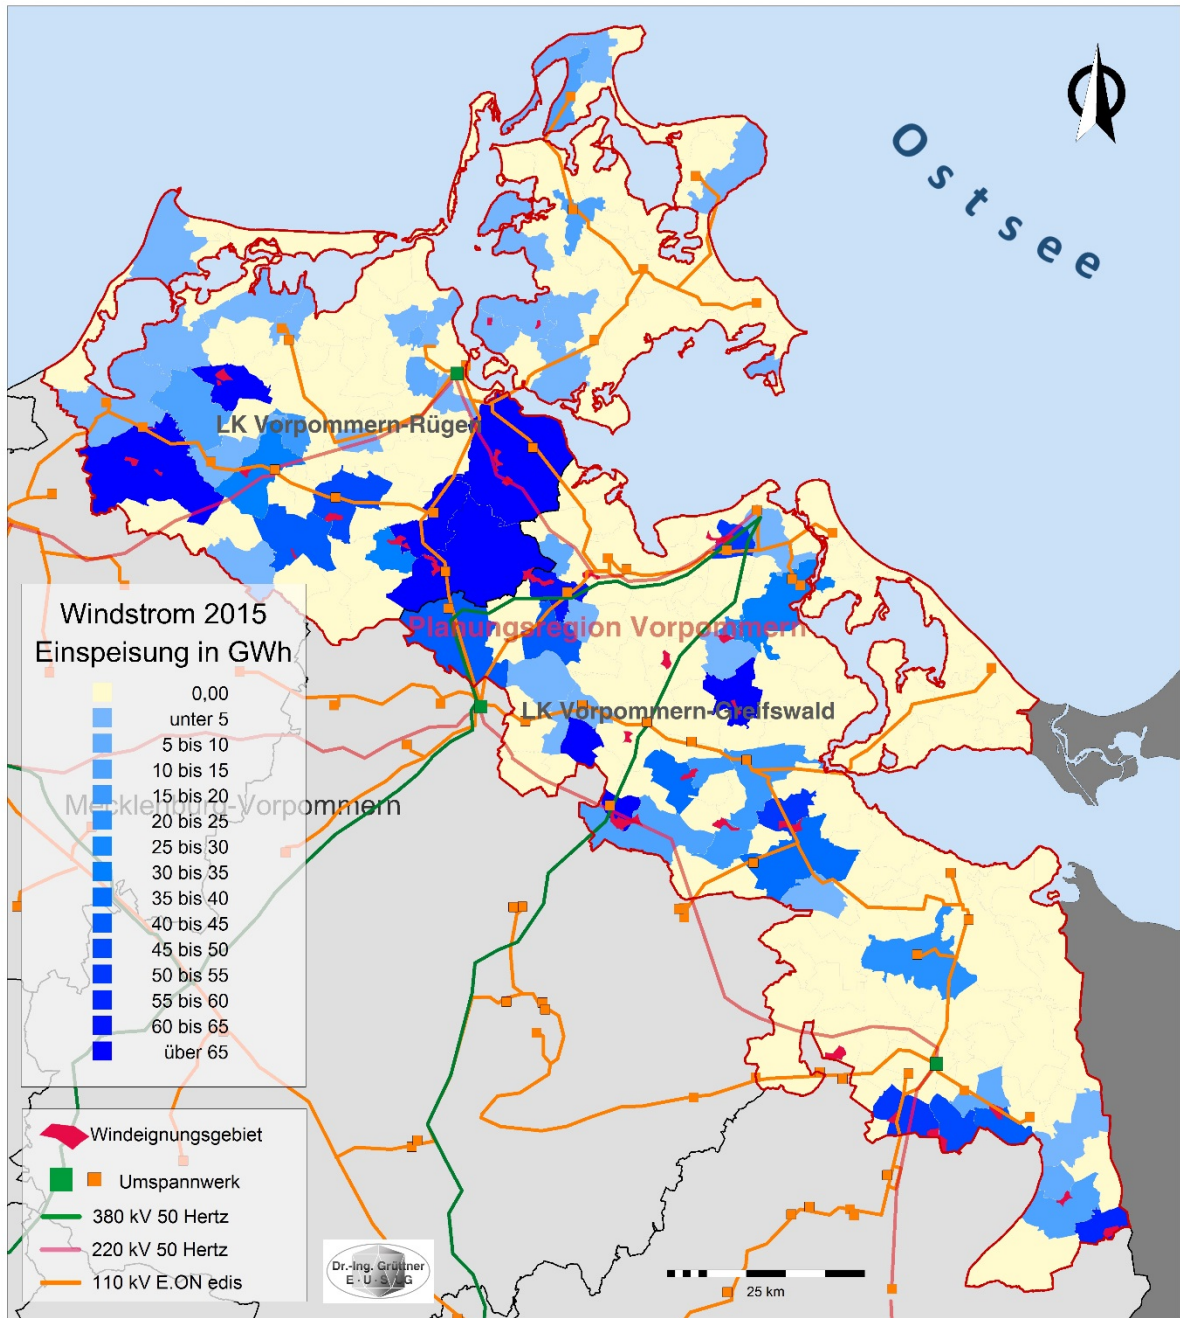 Ostsee
LK Vorpommern-Rügen
Planungsregion Vorpommern
LK Vorpommern-Greifswald
Mecklenburg-Vorpommern
Windstrom 2015
Einspeisung in GWh
0,00
unter 5
5 bis 10
10 bis 15
15 bis 20
20 bis 25
25 bis 30
30 bis 35
35 bis 40
40 bis 45
45 bis 50
50 bis 55
55 bis 60
60 bis 65
über 65
Windeignungsgebiet
Umspannwerk
380 kV 50 Hertz
220 kV 50 Hertz
110 kV E.ON edis
Dr.-Ing. Grüttner
25 km